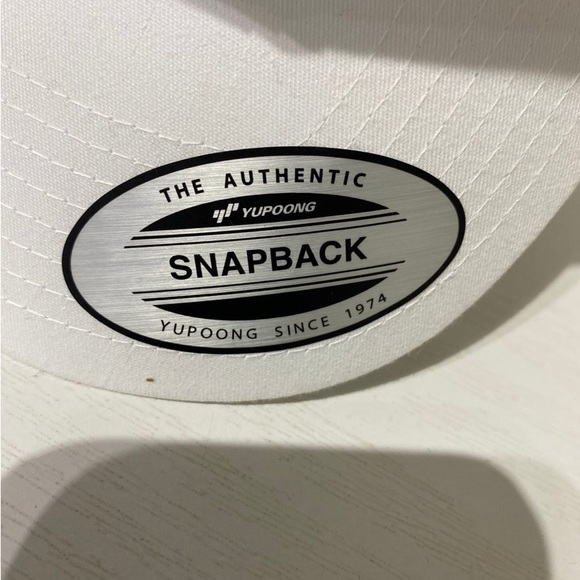 THE AUTHENTIC
YUPOONG
SNAPBACK
YUPOONG SINCE 1974